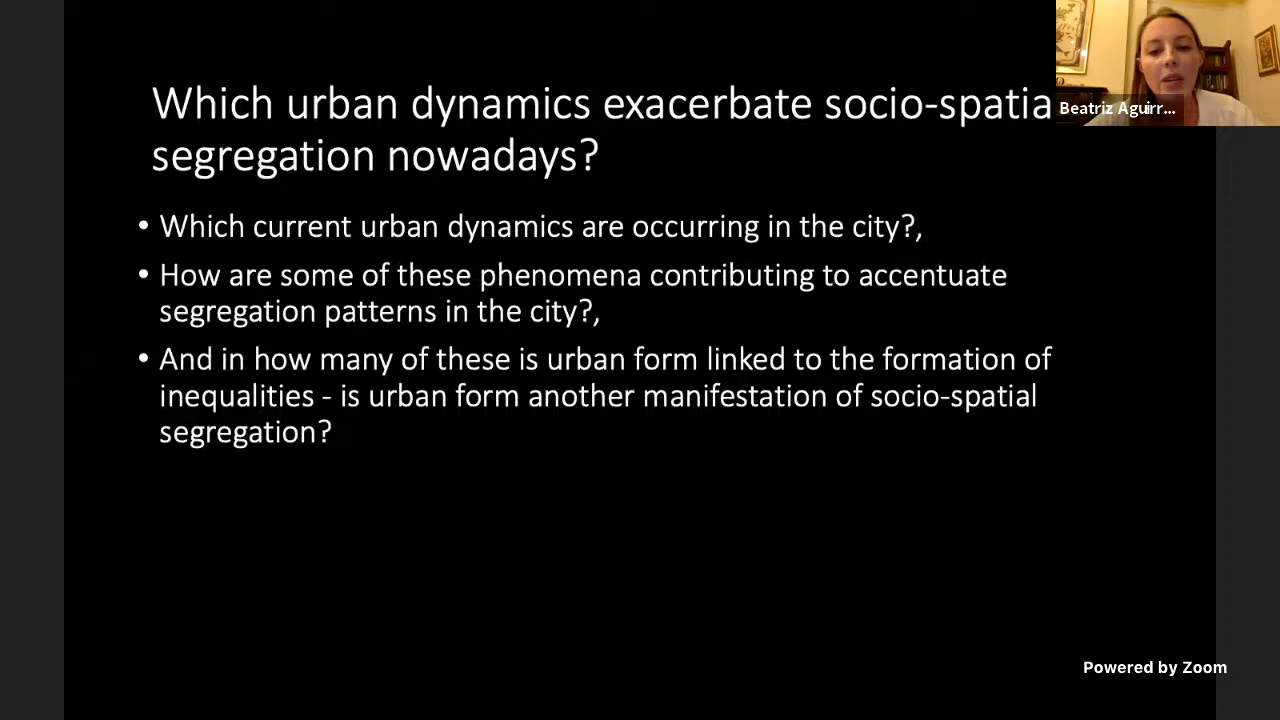 Which urban dynamics exacerbate socio-spatia
segregation nowadays?
Beatriz Aguirr...
• Which current urban dynamics are occurring in the city?,
• How are some of these phenomena contributing to accentuate
segregation patterns in the city?,
• And in how many of these is urban form linked to the formation of
inequalities - is urban form another manifestation of socio-spatial
segregation?
Powered by Zoom